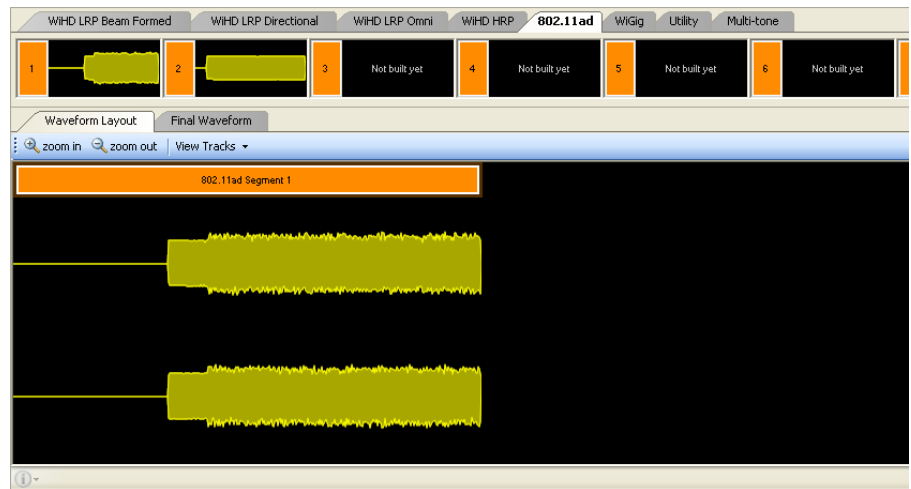 WiHD LRP Beam Formed WiHD LRP Directional WiHD LRP Omni WiHD HRP 802.11ad WiGig Utility Multi-tone
1 2 3 Not built yet 4 Not built yet 5 Not built yet 6 Not built yet
Waveform Layout Final Waveform
zoom in zoom out View Tracks
802.11ad Segment 1